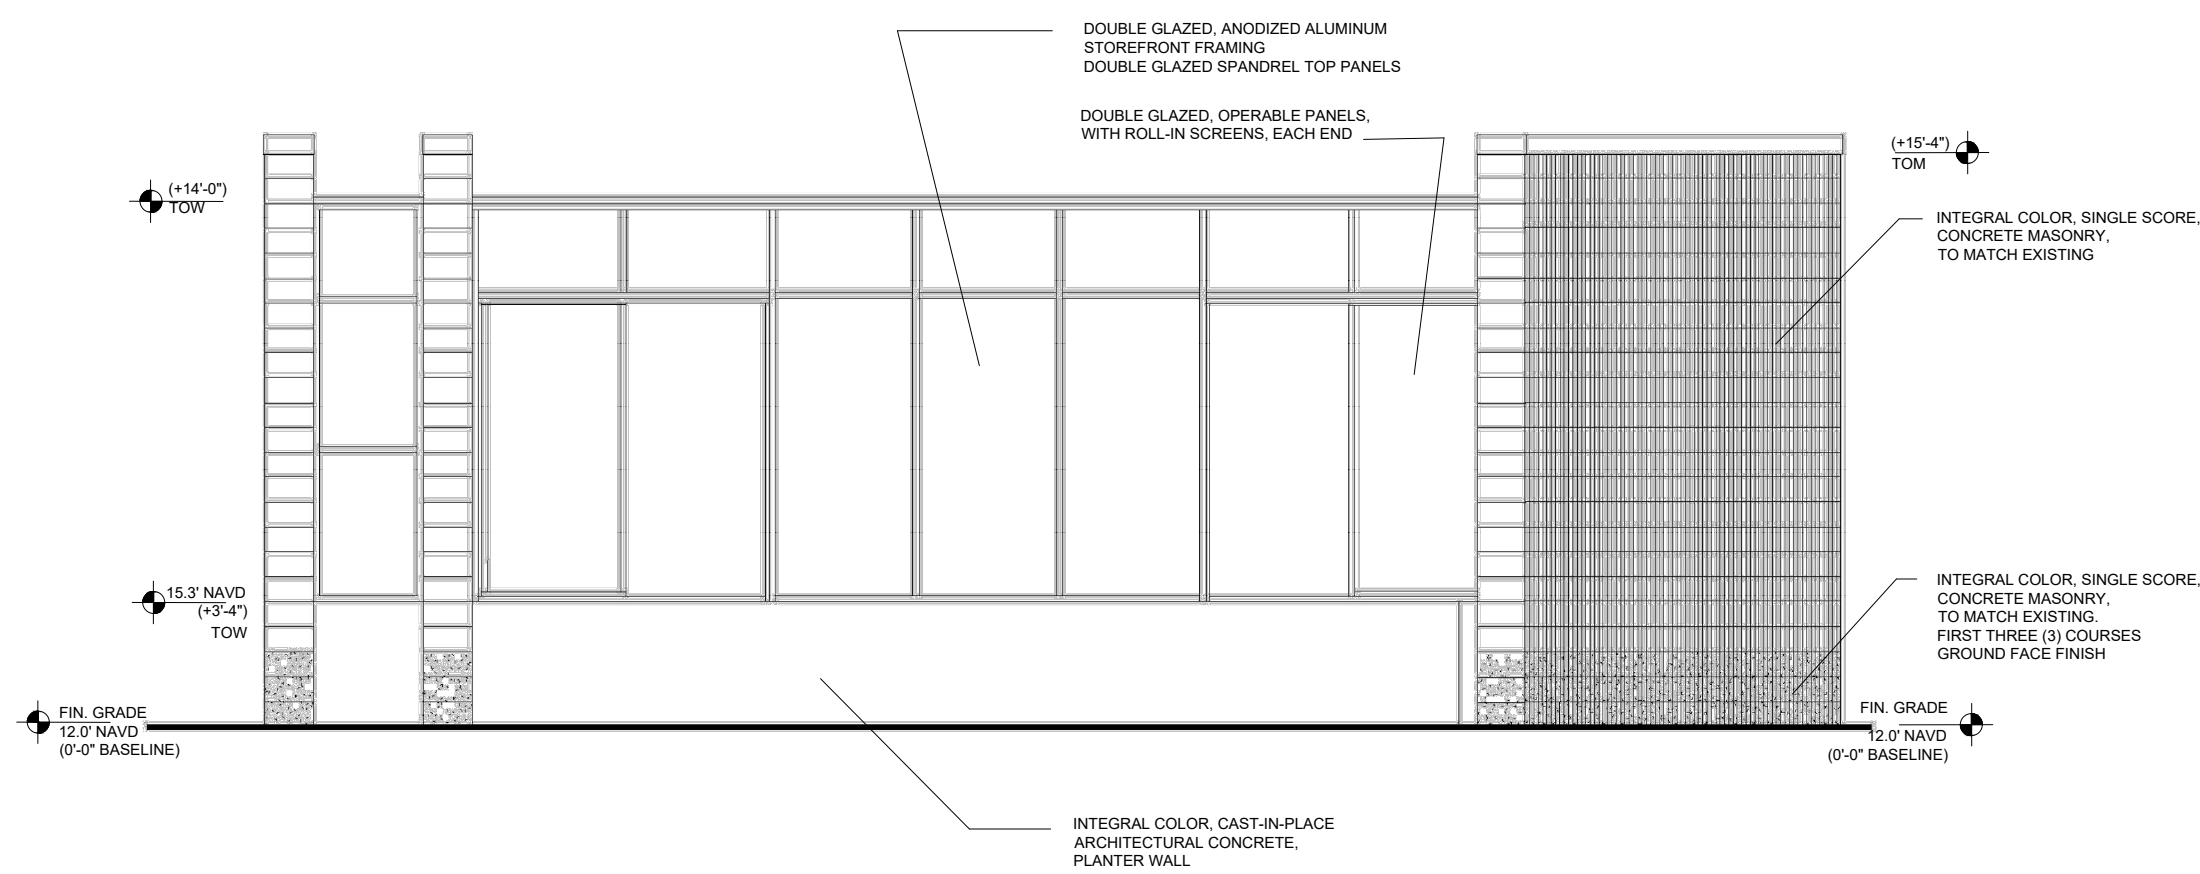 DOUBLE GLAZED, ANODIZED ALUMINUM
STOREFRONT FRAMING
DOUBLE GLAZED SPANDREL TOP PANELS
DOUBLE GLAZED, OPERABLE PANELS,
WITH ROLL-IN SCREENS, EACH END
(+15'-4")
TOM
(+14'-0")
TOW
INTEGRAL COLOR, SINGLE SCORE,
CONCRETE MASONRY,
TO MATCH EXISTING
15.3' NAVD
(+3'-4")
TOW
INTEGRAL COLOR, SINGLE SCORE,
CONCRETE MASONRY,
TO MATCH EXISTING.
FIRST THREE (3) COURSES
GROUND FACE FINISH
FIN. GRADE
12.0' NAVD
(0'-0" BASELINE)
FIN. GRADE
12.0' NAVD
(0'-0" BASELINE)
INTEGRAL COLOR, CAST-IN-PLACE
ARCHITECTURAL CONCRETE,
PLANTER WALL